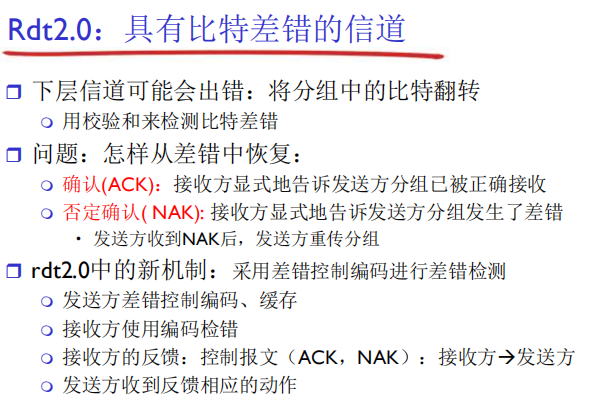 Rdt2.0：具有比特差错的信道
下层信道可能会出错：将分组中的比特翻转
用校验和来检测比特差错
问题：怎样从差错中恢复：
确认(ACK)：接收方显式地告诉发送方分组已被正确接收
否定确认( NAK): 接收方显式地告诉发送方分组发生了差错
• 发送方收到NAK后，发送方重传分组
rdt2.0中的新机制：采用差错控制编码进行差错检测
发送方差错控制编码、缓存
接收方使用编码检错
接收方的反馈：控制报文（ACK，NAK）：接收方→发送方
发送方收到反馈相应的动作